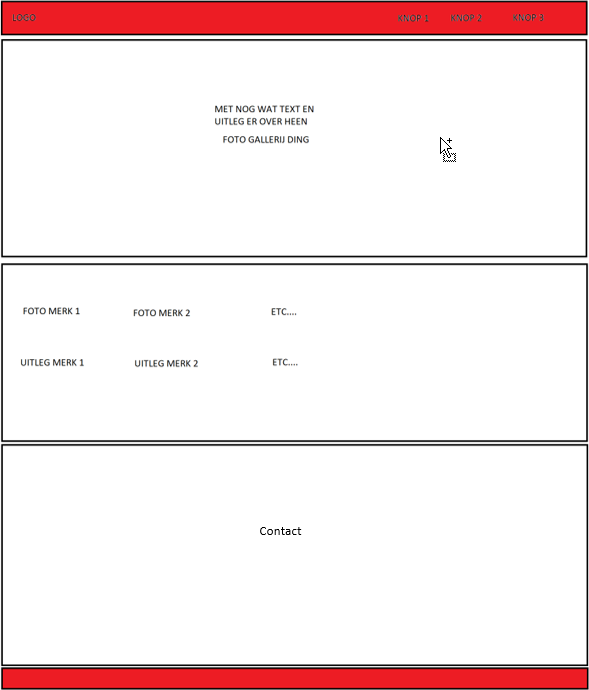 LOGO
KNOP 1 KNOP 2 KNOP 3
MET NOG WAT TEXT EN
UITLEG ER OVER HEEN
FOTO GALLERIJ DING
FOTO MERK 1 FOTO MERK 2 ETC....
UITLEG MERK 1 UITLEG MERK 2 ETC....
Contact